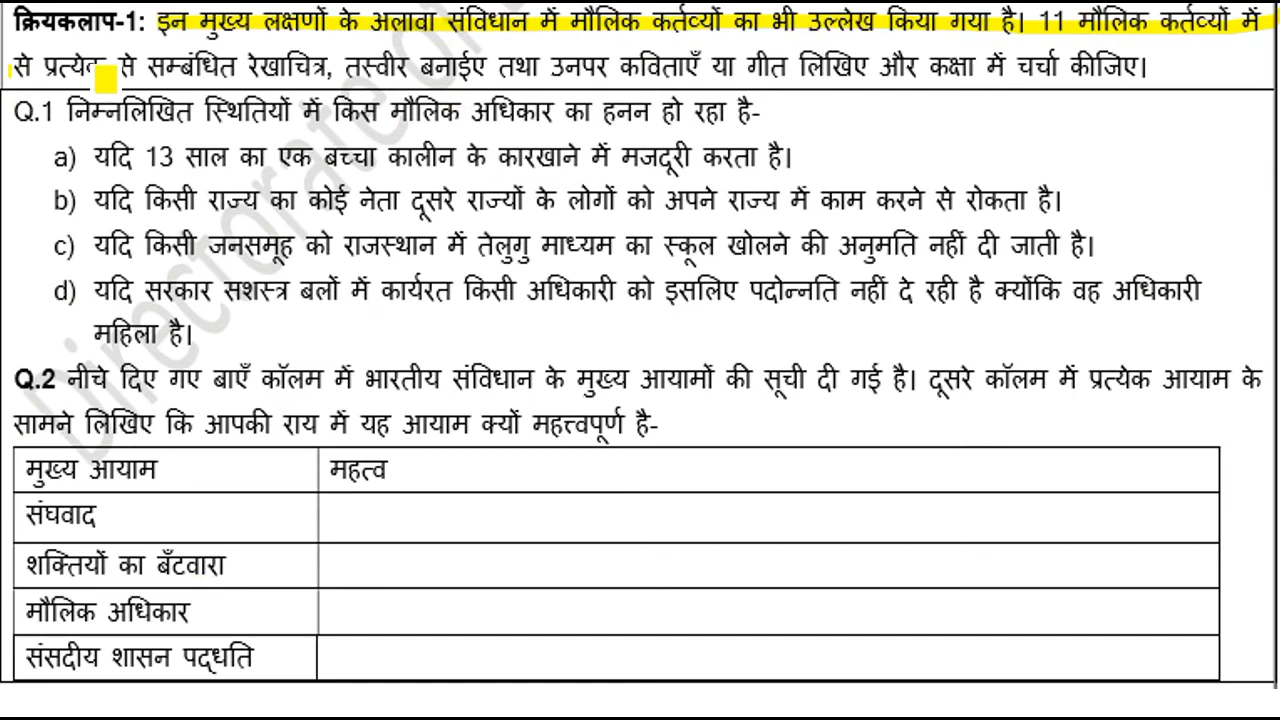 क्रियकलाप-1: इन मुख्य लक्षणों के अलावा संविधान में मौलिक कर्तव्यों का भी उल्लेख किया गया है। 11 मौलिक कर्तव्यों में
से प्रत्येक से सम्बंधित रेखाचित्र, तस्वीर बनाईए तथा उनपर कविताएँ या गीत लिखिए और कक्षा में चर्चा कीजिए।
Q.1 निम्नलिखित स्थितियों में किस मौलिक अधिकार का हनन हो रहा है-
a) यदि 13 साल का एक बच्चा कालीन के कारखाने में मजदूरी करता है।
b) यदि किसी राज्य का कोई नेता दूसरे राज्यों के लोगों को अपने राज्य में काम करने से रोकता है।
c) यदि किसी जनसमूह को राजस्थान में तेलुगु माध्यम का स्कूल खोलने की अनुमति नहीं दी जाती है।
d) यदि सरकार सशस्त्र बलों में कार्यरत किसी अधिकारी को इसलिए पदोन्नति नहीं दे रही है क्योंकि वह अधिकारी
महिला है।
Q.2 नीचे दिए गए बाएँ कॉलम में भारतीय संविधान के मुख्य आयामों की सूची दी गई है। दूसरे कॉलम में प्रत्येक आयाम के
सामने लिखिए कि आपकी राय में यह आयाम क्यों महत्त्वपूर्ण है-
मुख्य आयाम महत्व
संघवाद
शक्तियों का बँटवारा
मौलिक अधिकार
संसदीय शासन पद्धति
Directorate of